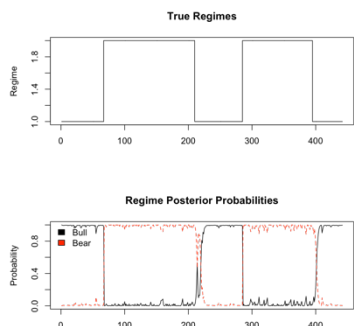 True Regimes
Regime
1.0 1.4 1.8
0 100 200 300 400
Regime Posterior Probabilities
Probability
0.0 0.4 0.8
Bull
Bear
0 100 200 300 400